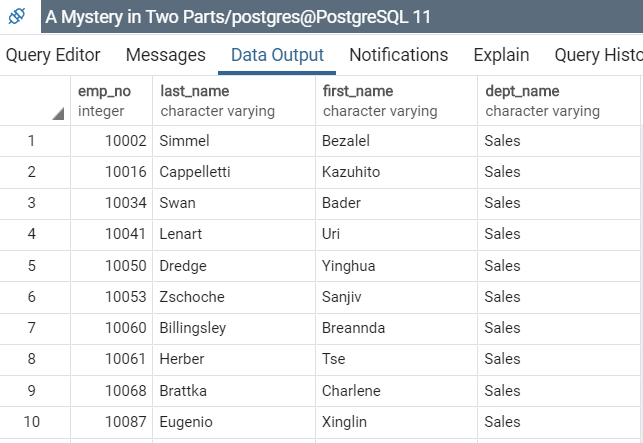 A Mystery in Two Parts/postgres@PostgreSQL 11
Query Editor Messages Data Output Notifications Explain Query Histo
emp_no last_name first_name dept_name
integer character varying character varying character varying
1 10002 Simmel Bezalel Sales
2 10016 Cappelletti Kazuhito Sales
3 10034 Swan Bader Sales
4 10041 Lenart Uri Sales
5 10050 Dredge Yinghua Sales
6 10053 Zschoche Sanjiv Sales
7 10060 Billingsley Breannda Sales
8 10061 Herber Tse Sales
9 10068 Brattka Charlene Sales
10 10087 Eugenio Xinglin Sales